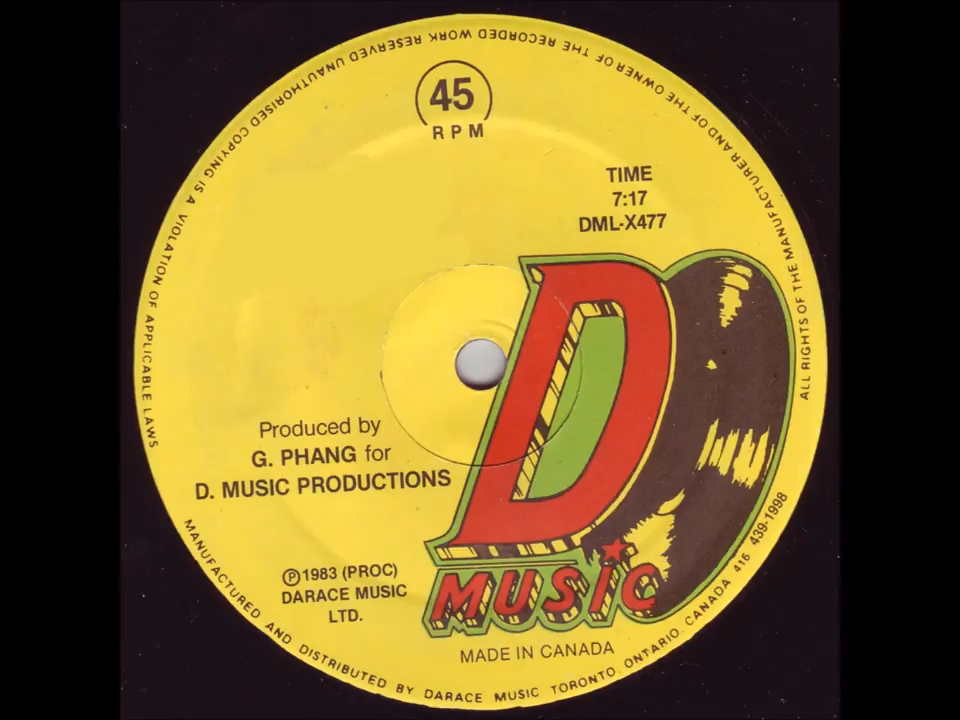 45
RPM
TIME
7:17
DML-X477
Produced by
G. PHANG for
D. MUSIC PRODUCTIONS
℗1983 (PROC)
DARACE MUSIC
LTD.
D
MUSIC
MADE IN CANADA
MANUFACTURED AND DISTRIBUTED BY DARACE MUSIC TORONTO, ONTARIO, CANADA 416 439-1998
ALL RIGHTS OF THE MANUFACTURER AND OF THE OWNER OF THE RECORDED WORK RESERVED UNAUTHORISED COPYING IS A VIOLATION OF APPLICABLE LAWS